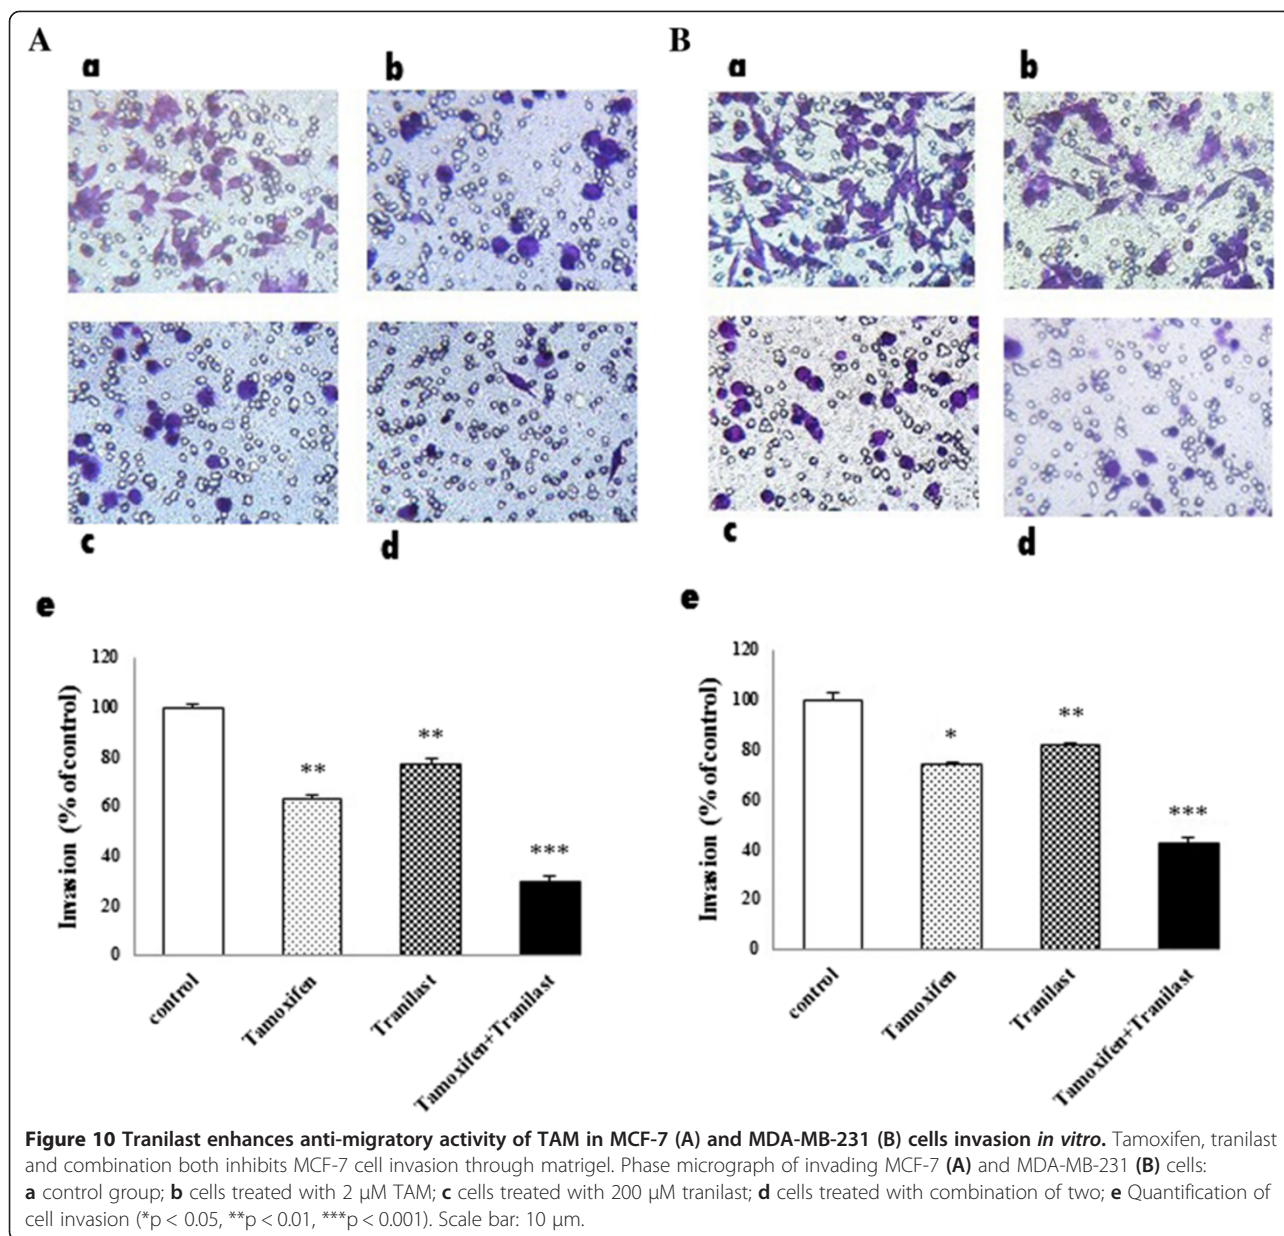 A
B
a
b
a
b
c
d
c
d
e
e
120
100
80
60
40
20
0
Invasion (% of control)
**
**
***
control
Tamoxifen
Tranilast
Tamoxifen+Tranilast
120
100
80
60
40
20
0
Invasion (% of control)
*
**
***
control
Tamoxifen
Tranilast
Tamoxifen+Tranilast
Figure 10 Tranilast enhances anti-migratory activity of TAM in MCF-7 (A) and MDA-MB-231 (B) cells invasion in vitro. Tamoxifen, tranilast
and combination both inhibits MCF-7 cell invasion through matrigel. Phase micrograph of invading MCF-7 (A) and MDA-MB-231 (B) cells:
a control group; b cells treated with 2 μM TAM; c cells treated with 200 μM tranilast; d cells treated with combination of two; e Quantification of
cell invasion (*p < 0.05, **p < 0.01, ***p < 0.001). Scale bar: 10 μm.